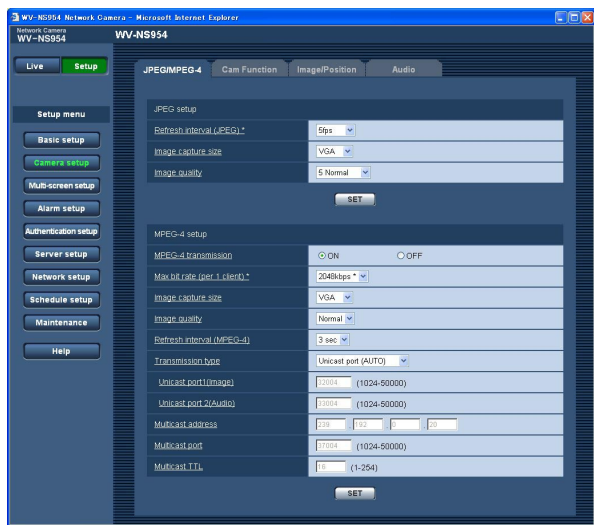 WV-NS954 Network Camera - Microsoft Internet Explorer
Network Camera
WV-NS954
WV-NS954
Live
Setup
Setup menu
Basic setup
Camera setup
Multi-screen setup
Alarm setup
Authentication setup
Server setup
Network setup
Schedule setup
Maintenance
Help
JPEG/MPEG-4 Cam Function Image/Position Audio
JPEG setup
Refresh interval (JPEG) * 5fps
Image capture size VGA
Image quality 5 Normal
SET
MPEG-4 setup
MPEG-4 transmission ON OFF
Max bit rate (per 1 client) * 2048kbps *
Image capture size VGA
Image quality Normal
Refresh interval (MPEG-4) 3 sec
Transmission type Unicast port (AUTO)
Unicast port1(Image) 32004 (1024-50000)
Unicast port 2(Audio) 33004 (1024-50000)
Multicast address 239 . 192 . 0 . 20
Multicast port 37004 (1024-50000)
Multicast TTL 16 (1-254)
SET